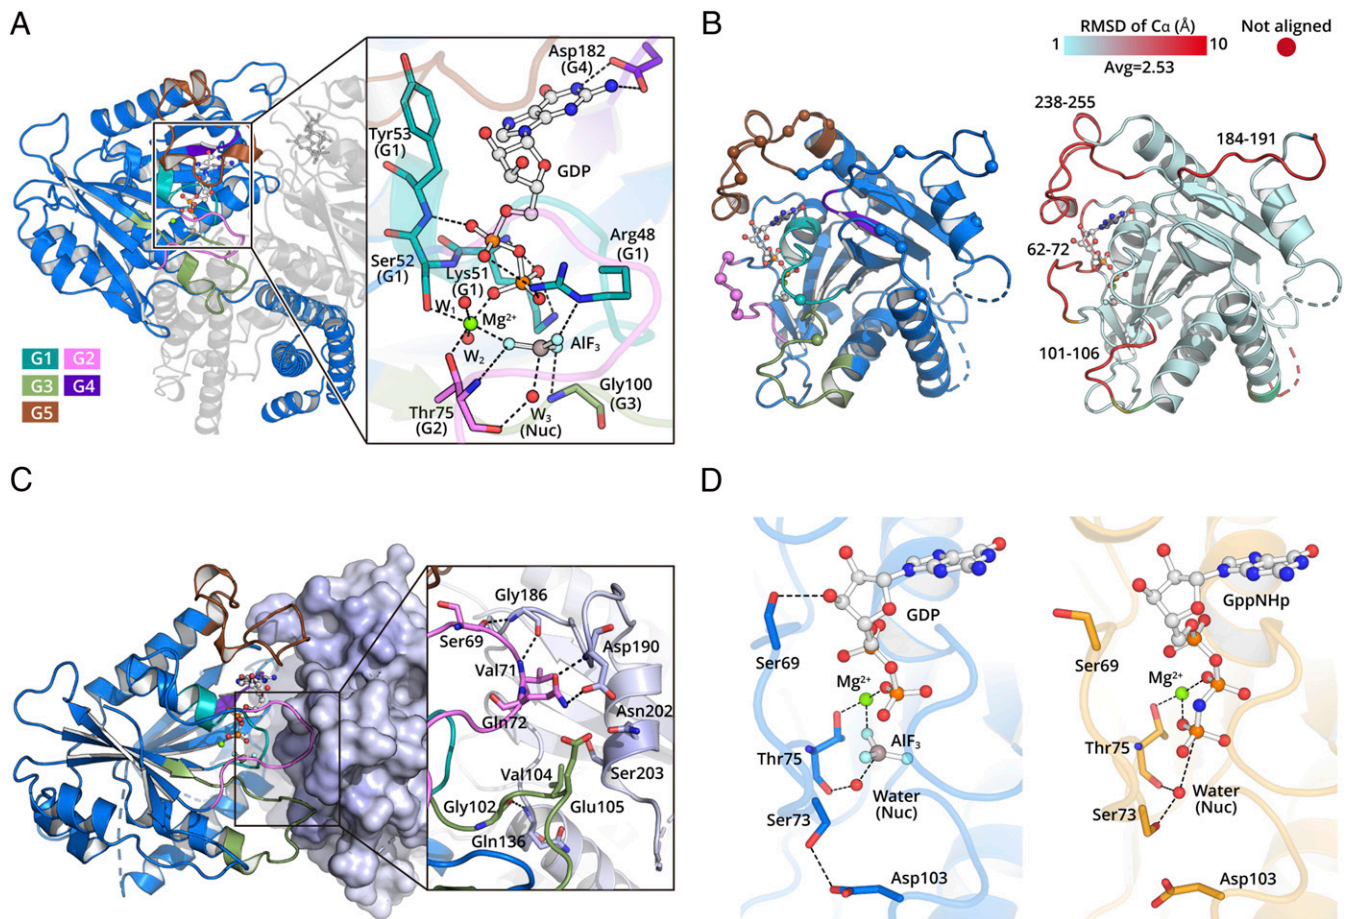 A
Asp182
(G4)
Tyr53
(G1)
GDP
Arg48
(G1)
Ser52
(G1)
Lys51
(G1)
W₁
Mg²⁺
W₂
AlF₃
Gly100
(G3)
Thr75
(G2)
W₃
(Nuc)
G1
G2
G3
G4
G5
B
RMSD of Cα (Å)
1
10
Avg=2.53
Not aligned
238-255
184-191
62-72
101-106
C
Gly186
Ser69
Asp190
Val71
Gln72
Asn202
Val104
Ser203
Gly102
Glu105
Gln136
D
GDP
Ser69
Mg²⁺
AlF₃
Thr75
Water
(Nuc)
Ser73
Asp103
GppNHp
Ser69
Mg²⁺
Thr75
Water
(Nuc)
Ser73
Asp103